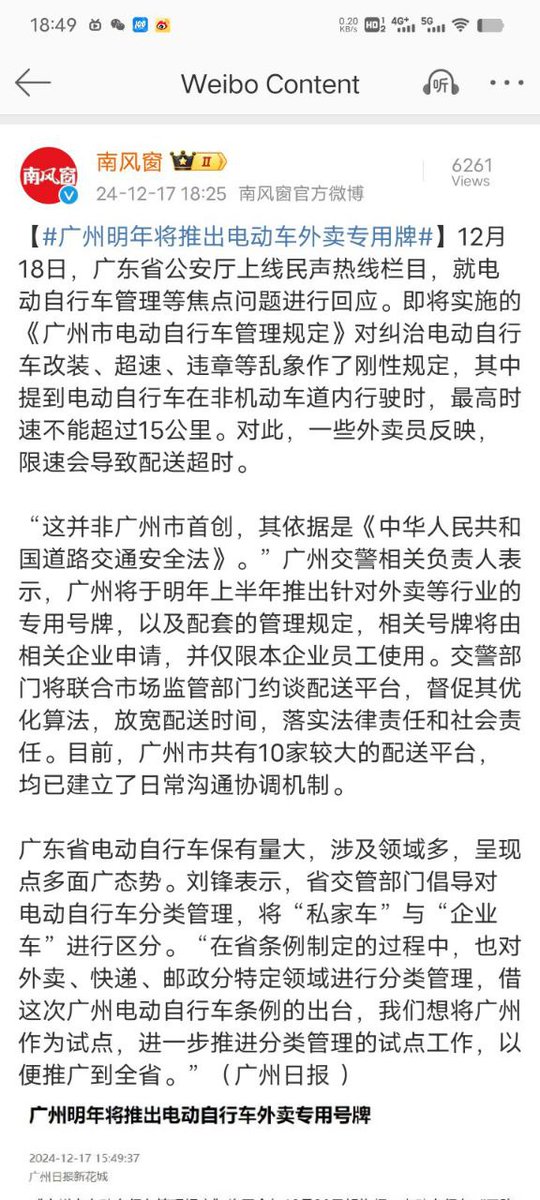 18:49
0.20 KB/s HD 1 2 4G+ 5G
Weibo Content
听
南风窗
南风窗 II
6261
24-12-17 18:25 南风窗官方微博
Views
【#广州明年将推出电动车外卖专用牌#】12月
18日，广东省公安厅上线民声热线栏目，就电
动自行车管理等焦点问题进行回应。即将实施的
《广州市电动自行车管理规定》对纠治电动自行
车改装、超速、违章等乱象作了刚性规定，其中
提到电动自行车在非机动车道内行驶时，最高时
速不能超过15公里。对此，一些外卖员反映，
限速会导致配送超时。
“这并非广州市首创，其依据是《中华人民共和
国道路交通安全法》。”广州交警相关负责人表
示，广州将于明年上半年推出针对外卖等行业的
专用号牌，以及配套的管理规定，相关号牌将由
相关企业申请，并仅限本企业员工使用。交警部
门将联合市场监管部门约谈配送平台，督促其优
化算法，放宽配送时间，落实法律责任和社会责
任。目前，广州市共有10家较大的配送平台，
均已建立了日常沟通协调机制。
广东省电动自行车保有量大，涉及领域多，呈现
点多面广态势。刘锋表示，省交管部门倡导对
电动自行车分类管理，将“私家车”与“企业
车”进行区分。“在省条例制定的过程中，也对
外卖、快递、邮政分特定领域进行分类管理，借
这次广州电动自行车条例的出台，我们想将广州
作为试点，进一步推进分类管理的试点工作，以
便推广到全省。”（广州日报 ）
广州明年将推出电动自行车外卖专用号牌
2024-12-17 15:49:37
广州日报新花城